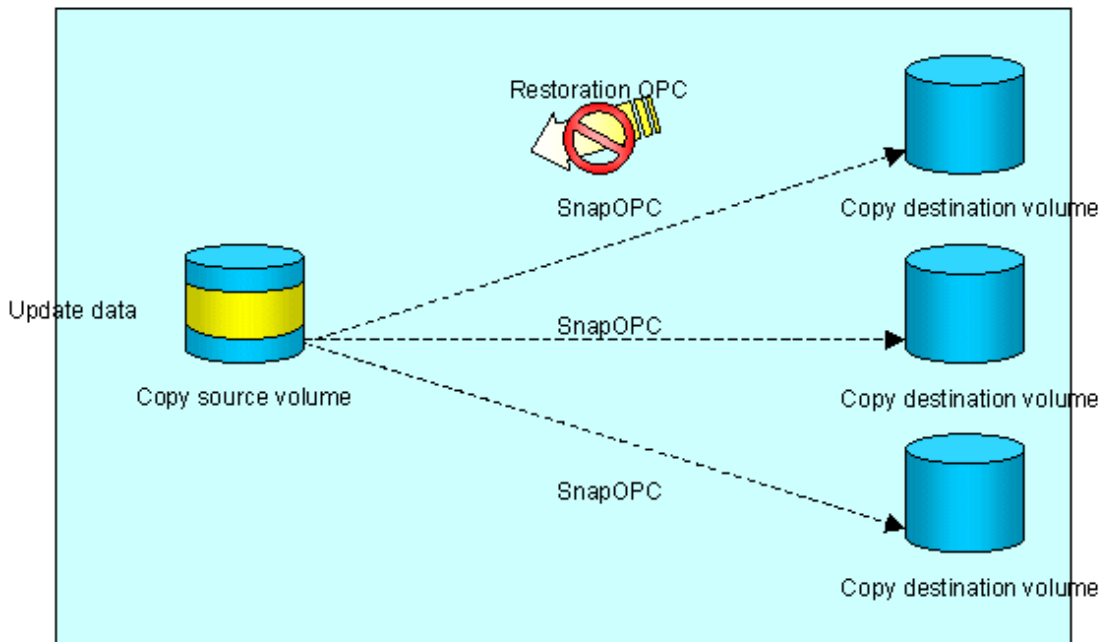 Restoration OPC
SnapOPC
Copy destination volume
Update data
SnapOPC
Copy source volume
Copy destination volume
SnapOPC
Copy destination volume